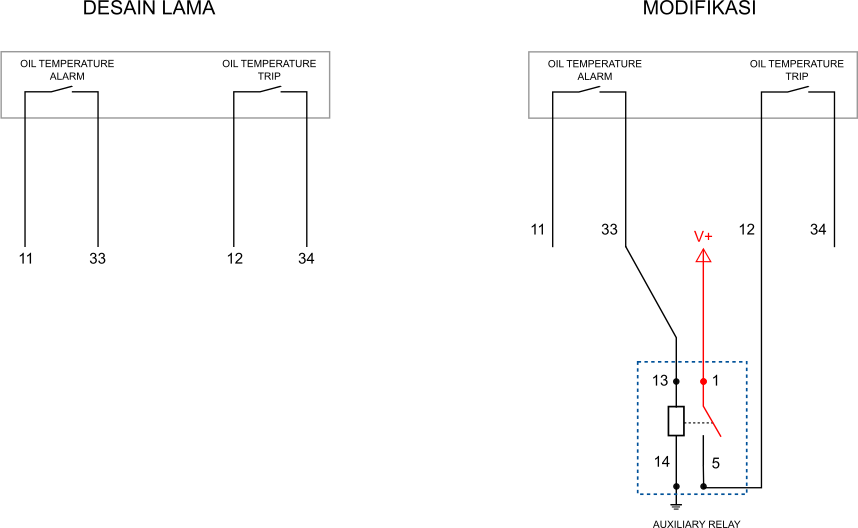 DESAIN LAMA
OIL TEMPERATURE
ALARM
OIL TEMPERATURE
TRIP
11
33
12
34
MODIFIKASI
OIL TEMPERATURE
ALARM
OIL TEMPERATURE
TRIP
11
33
V+
12
34
13
1
14
5
AUXILIARY RELAY